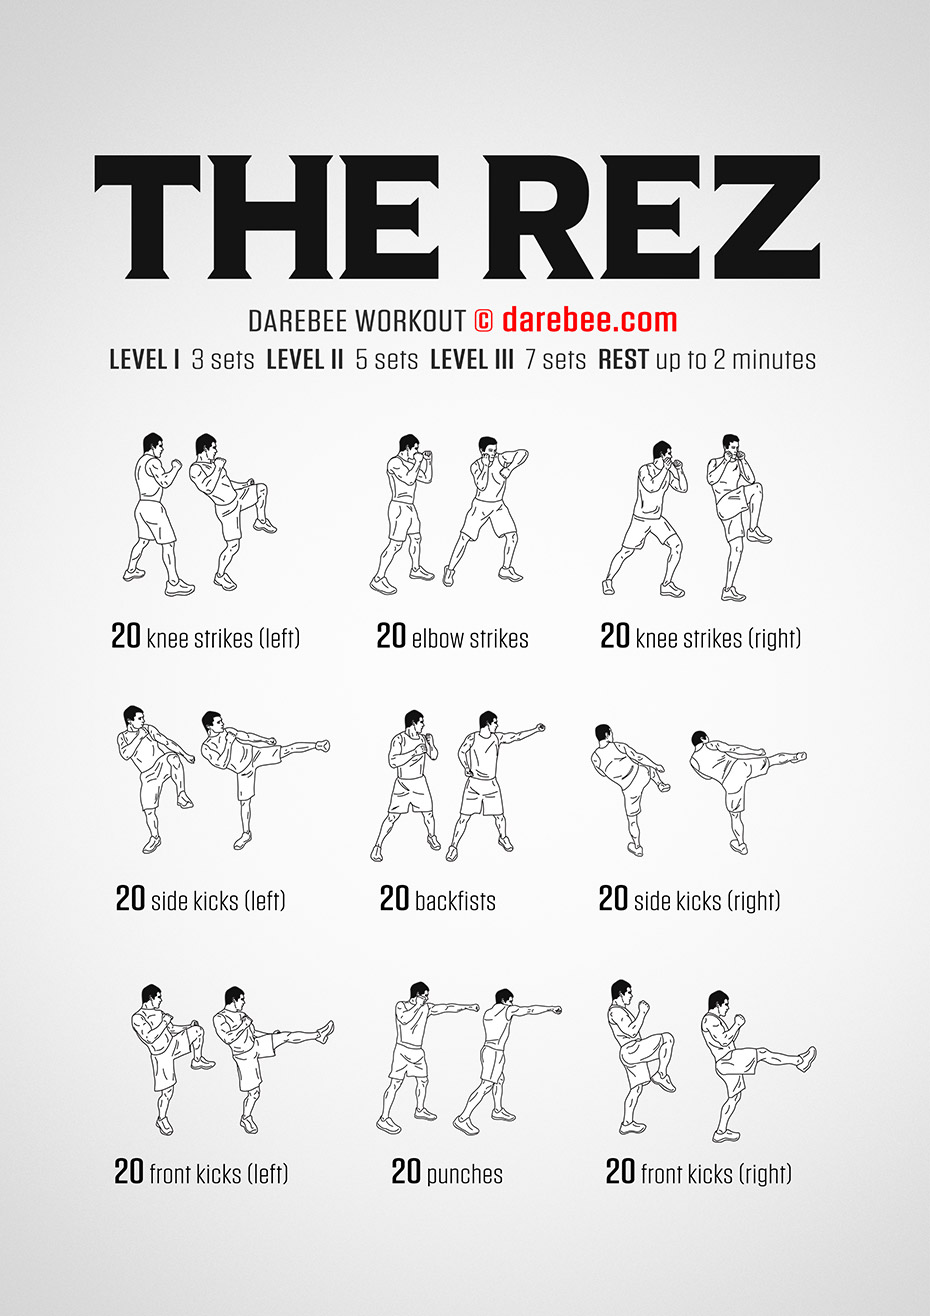 THE REZ
DAREBEE WORKOUT © darebee.com
LEVEL I 3 sets LEVEL II 5 sets LEVEL III 7 sets REST up to 2 minutes
20 knee strikes (left)
20 elbow strikes
20 knee strikes (right)
20 side kicks (left)
20 backfists
20 side kicks (right)
20 front kicks (left)
20 punches
20 front kicks (right)